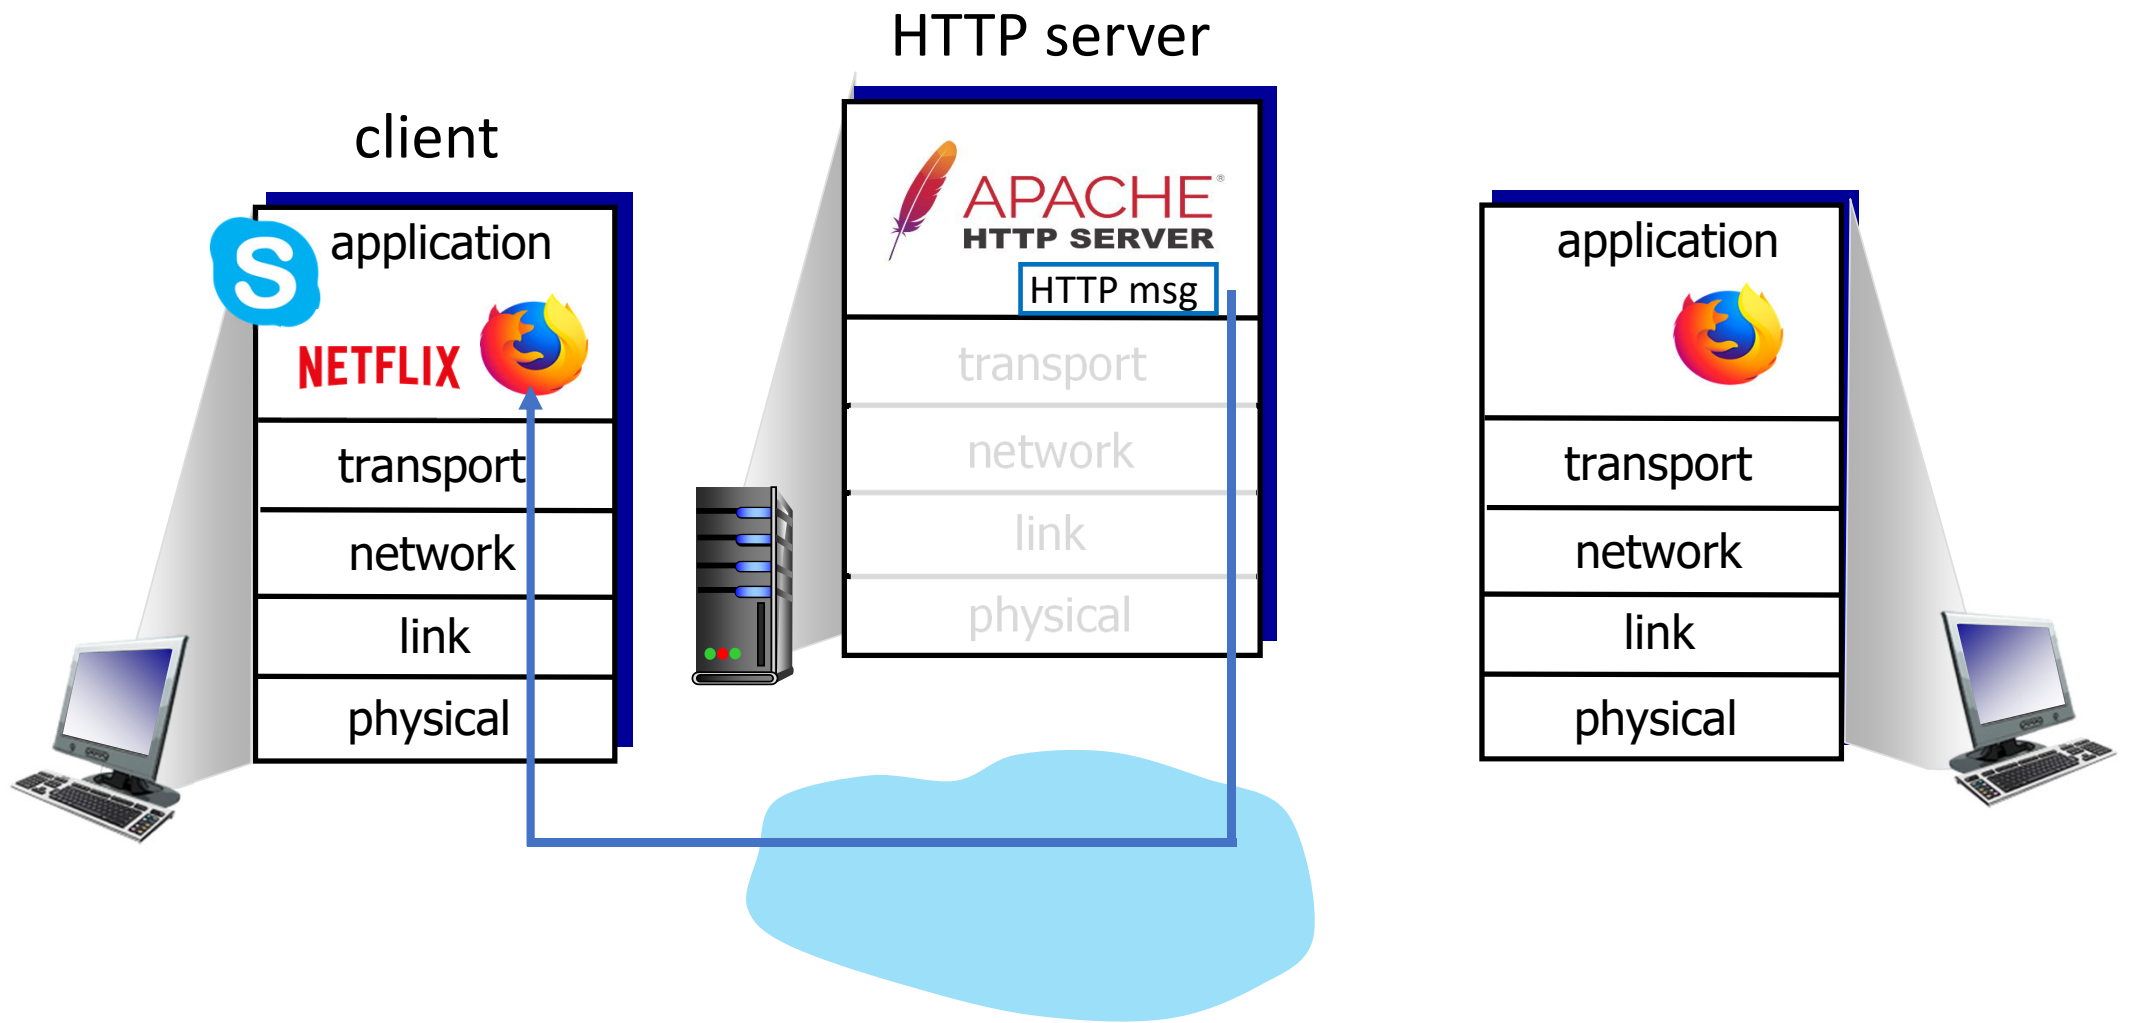 HTTP server
client
APACHE®
HTTP SERVER
HTTP msg
transport
network
link
physical
S
application
NETFLIX
transport
network
link
physical
application
transport
network
link
physical